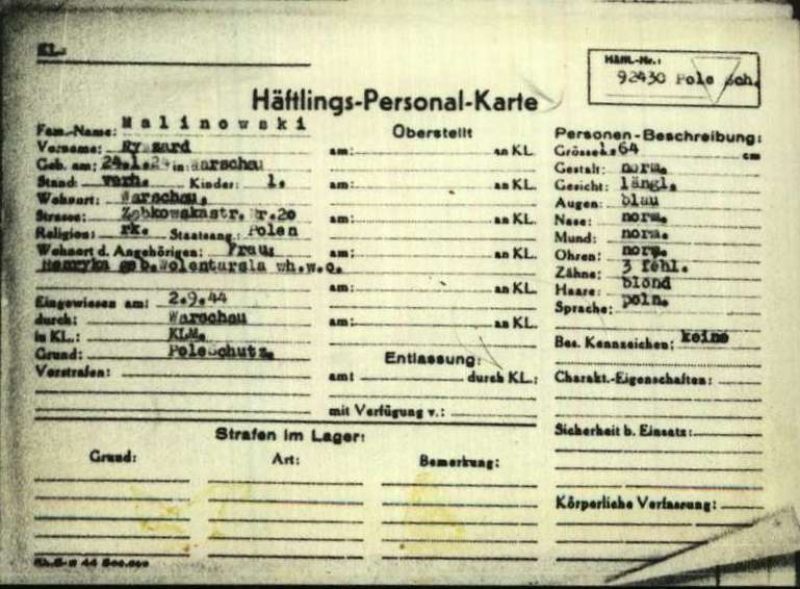 KL.:
Häftl.-Nr.:
92430 Pole Sch.
Häftlings-Personal-Karte
Fam.-Name: Malinowski
Vorname: Ryszard
Geb. am: 24.1.2 in Warschau
Stand: verh. Kinder: 1.
Wohnort: Warschau.
Strasse: Zabkowskastr. Nr.20
Religion: rk. Staatsang.: Polen
Wohnort d. Angehörigen: Frau:
Henryka geb. wh.w.o.
Eingewiesen am: 2.9.44
durch: Warschau
in KL.: KLM.
Grund: Pole Schutz.
Vorstrafen:
Überstellt
am: an KL.
am: an KL.
am: an KL.
am: an KL.
am: an KL.
am: an KL.
Entlassung:
am: durch KL.:
mit Verfügung v.:
Personen-Beschreibung:
Grösse: 1.64 cm
Gestalt: norm.
Gesicht: längl.
Augen: blau
Nase: norm.
Mund: norm.
Ohren: norm.
Zähne: 3 fehl.
Haare: blond
Sprache: poln.
Bes. Kennzeichen: keine
Charakt.-Eigenschaften:
Sicherheit b. Einsatz:
Körperliche Verfassung:
Strafen im Lager:
Grund: Art: Bemerkung: